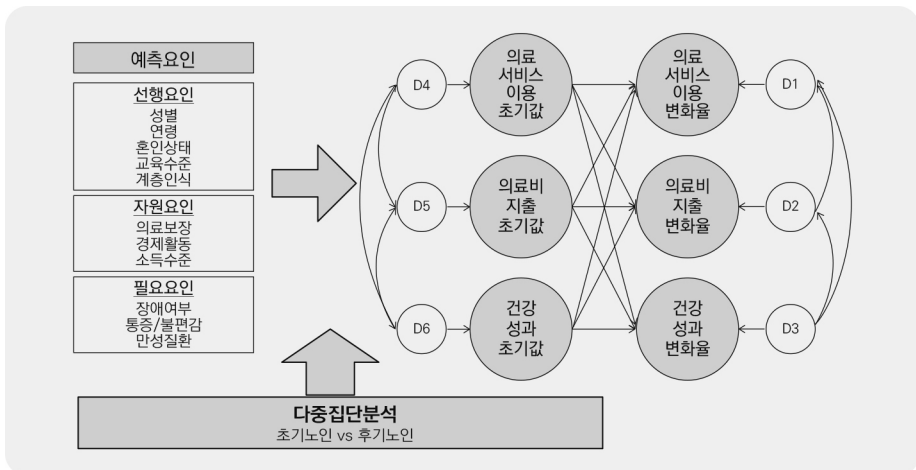 예측요인
선행요인
성별
연령
혼인상태
교육수준
계층인식
자원요인
의료보장
경제활동
소득수준
필요요인
장애여부
통증/불편감
만성질환
D4
의료
서비스
이용
초기값
의료
서비스
이용
변화율
D1
D5
의료비
지출
초기값
의료비
지출
변화율
D2
D6
건강
성과
초기값
건강
성과
변화율
D3
다중집단분석
초기노인 vs 후기노인